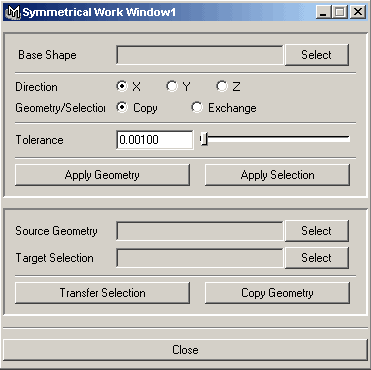 Symmetrical Work Window1
Base Shape Select
Direction X Y Z
Geometry/Selection Copy Exchange
Tolerance 0.00100
Apply Geometry Apply Selection
Source Geometry Select
Target Selection Select
Transfer Selection Copy Geometry
Close